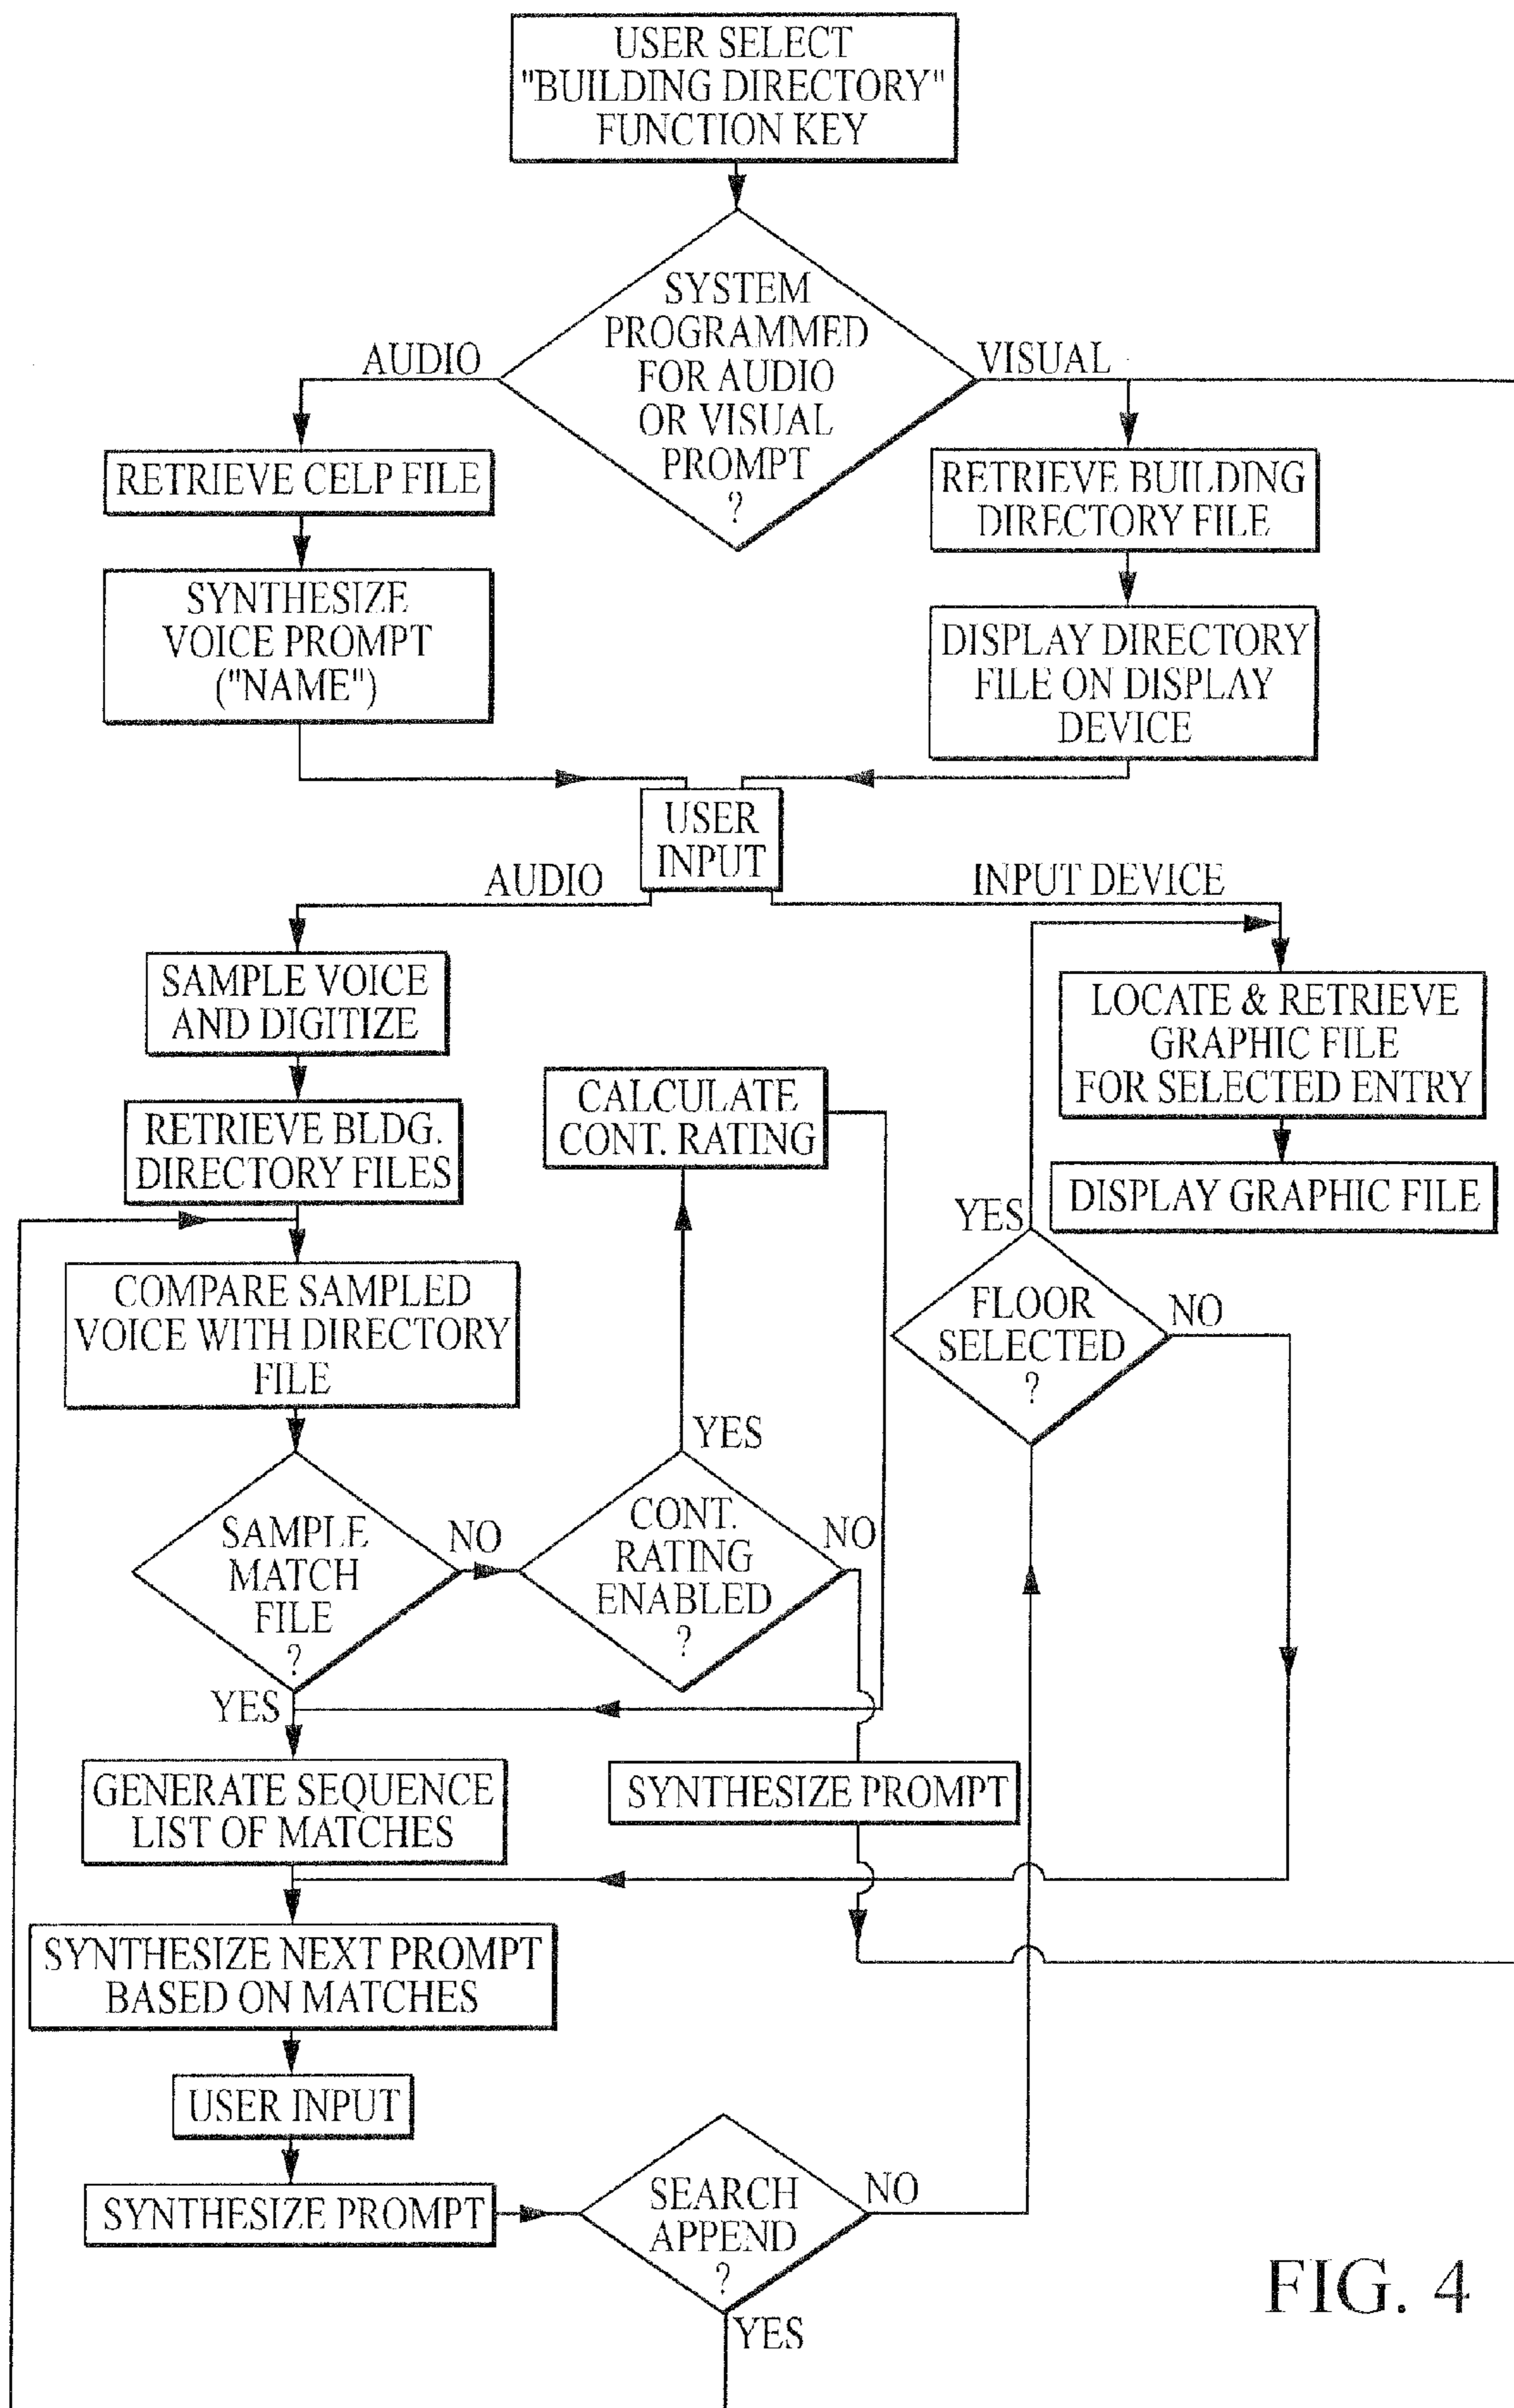 USER SELECT
"BUILDING DIRECTORY"
FUNCTION KEY
SYSTEM
PROGRAMMED
FOR AUDIO
OR VISUAL
PROMPT
?
AUDIO
VISUAL
RETRIEVE CELP FILE
SYNTHESIZE
VOICE PROMPT
("NAME")
RETRIEVE BUILDING
DIRECTORY FILE
DISPLAY DIRECTORY
FILE ON DISPLAY
DEVICE
USER
INPUT
AUDIO
INPUT DEVICE
SAMPLE VOICE
AND DIGITIZE
RETRIEVE BLDG.
DIRECTORY FILES
COMPARE SAMPLED
VOICE WITH DIRECTORY
FILE
SAMPLE
MATCH
FILE
?
NO
YES
CALCULATE
CONT. RATING
YES
CONT.
RATING
ENABLED
?
NO
LOCATE & RETRIEVE
GRAPHIC FILE
FOR SELECTED ENTRY
DISPLAY GRAPHIC FILE
YES
FLOOR
SELECTED
?
NO
GENERATE SEQUENCE
LIST OF MATCHES
SYNTHESIZE PROMPT
SYNTHESIZE NEXT PROMPT
BASED ON MATCHES
USER INPUT
SYNTHESIZE PROMPT
SEARCH
APPEND
?
NO
YES
FIG. 4